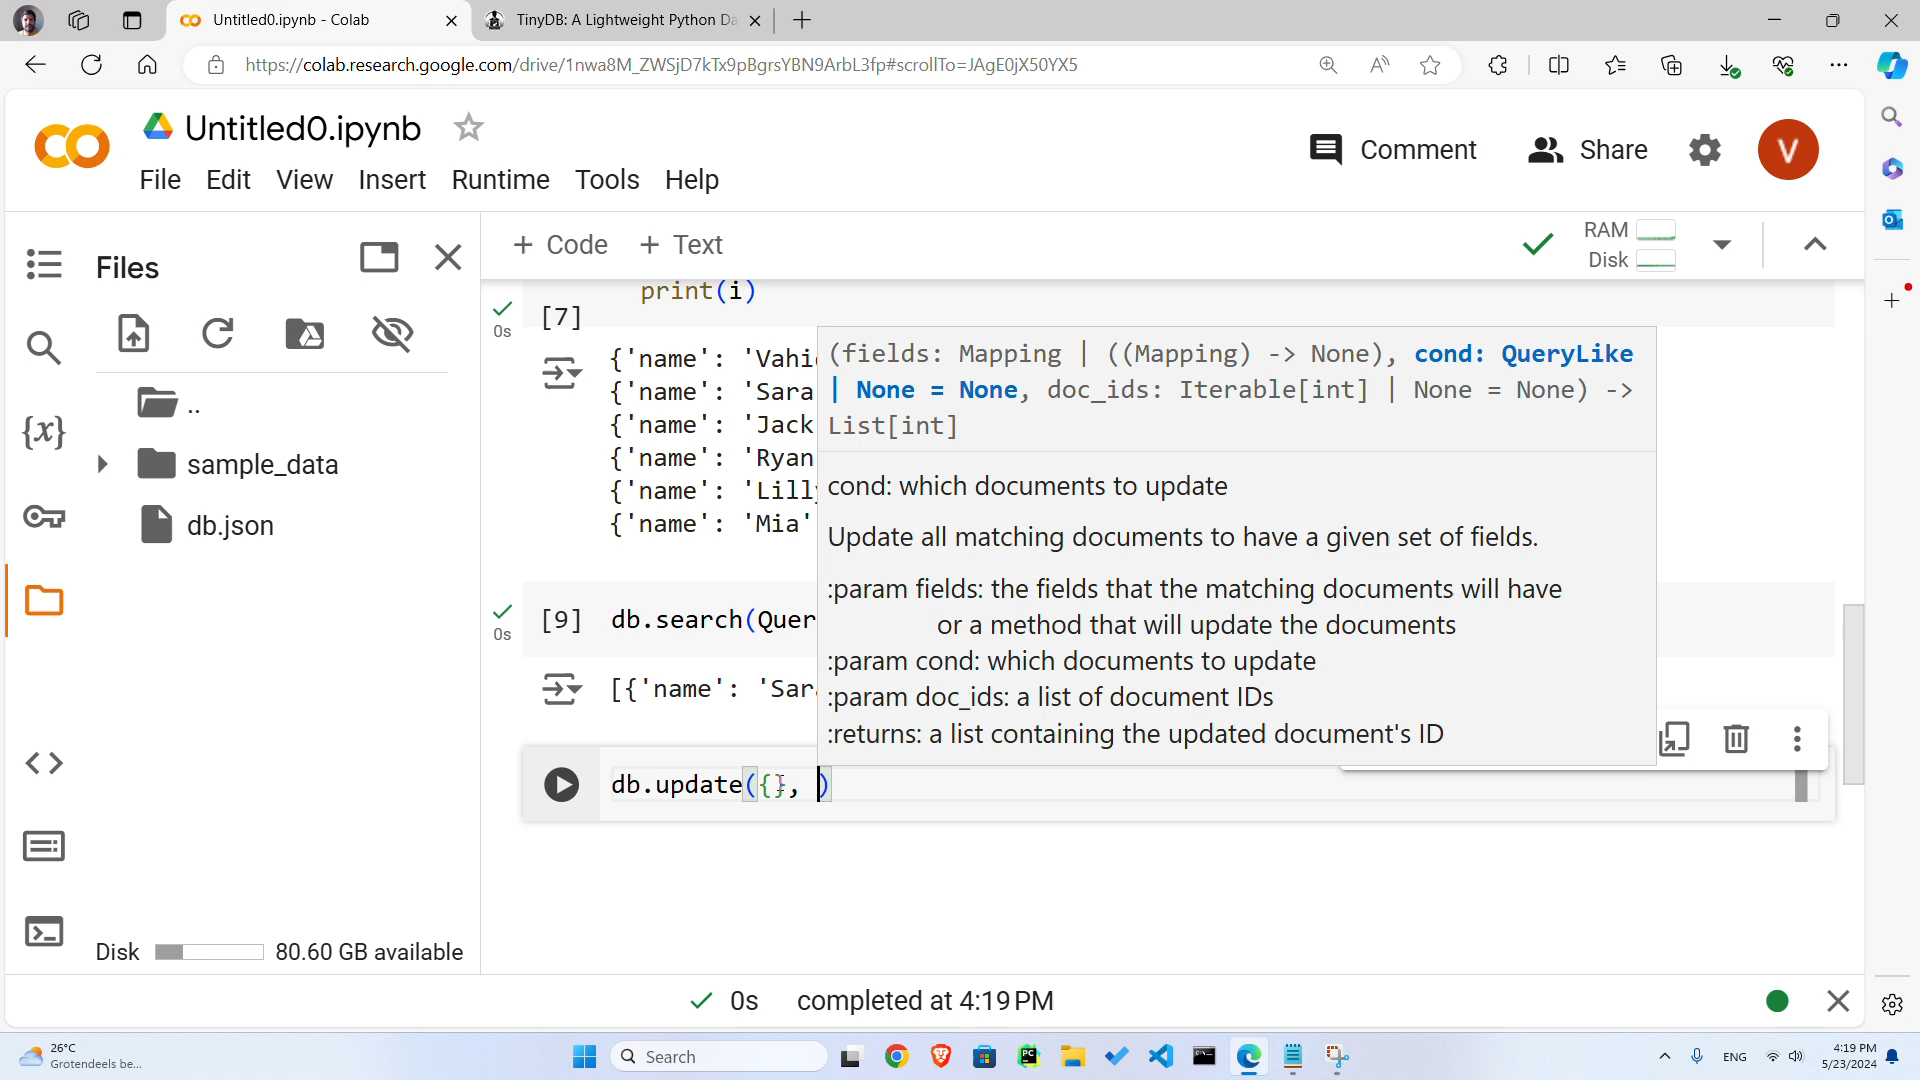 Untitled0.ipynb - Colab
TinyDB: A Lightweight Python Da
https://colab.research.google.com/drive/1nwa8M_ZWSjD7kTx9pBgrsYBN9ArbL3fp#scrollTo=JAgE0jX50YX5
Untitled0.ipynb
Comment
Share
V
File Edit View Insert Runtime Tools Help
+ Code + Text
RAM
Disk
Files
..
sample_data
db.json
Disk 80.60 GB available
print(i)
0s
[7]
{'name': 'Vahi
{'name': 'Sara
{'name': 'Jack
{'name': 'Ryan
{'name': 'Lill
{'name': 'Mia'
(fields: Mapping | ((Mapping) -> None), cond: QueryLike
| None = None, doc_ids: Iterable[int] | None = None) ->
List[int]
cond: which documents to update
Update all matching documents to have a given set of fields.
:param fields: the fields that the matching documents will have
or a method that will update the documents
:param cond: which documents to update
:param doc_ids: a list of document IDs
:returns: a list containing the updated document's ID
0s
[9] db.search(Quer
[{'name': 'Sar
db.update({}, )
0s completed at 4:19 PM
26°C
Grotendeels be...
Search
ENG
4:19 PM
5/23/2024